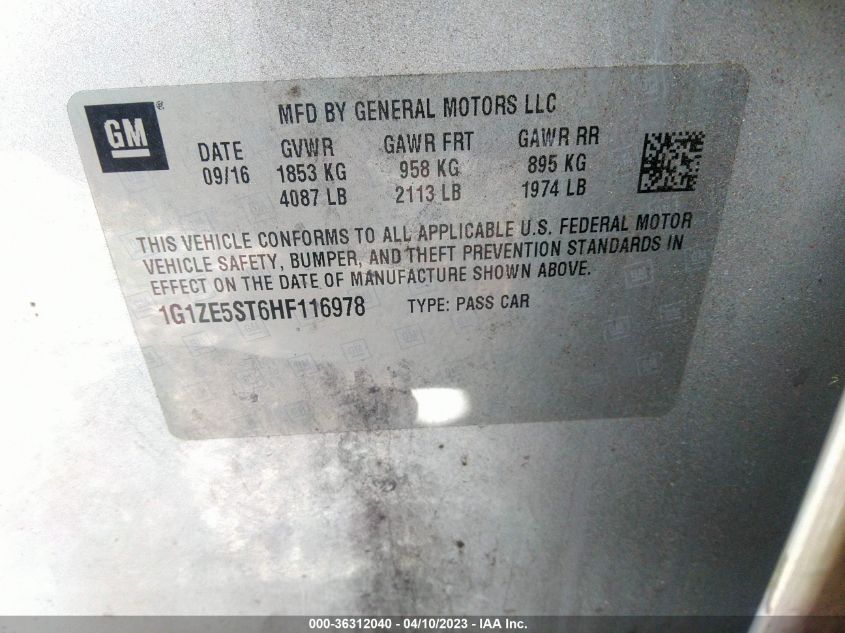 GM ®
MFD BY GENERAL MOTORS LLC
DATE GVWR GAWR FRT GAWR RR
09/16 1853 KG 958 KG 895 KG
4087 LB 2113 LB 1974 LB
THIS VEHICLE CONFORMS TO ALL APPLICABLE U.S. FEDERAL MOTOR
VEHICLE SAFETY, BUMPER, AND THEFT PREVENTION STANDARDS IN
EFFECT ON THE DATE OF MANUFACTURE SHOWN ABOVE.
1G1ZE5ST6HF116978 TYPE: PASS CAR
000-36312040 - 04/10/2023 - IAA Inc.